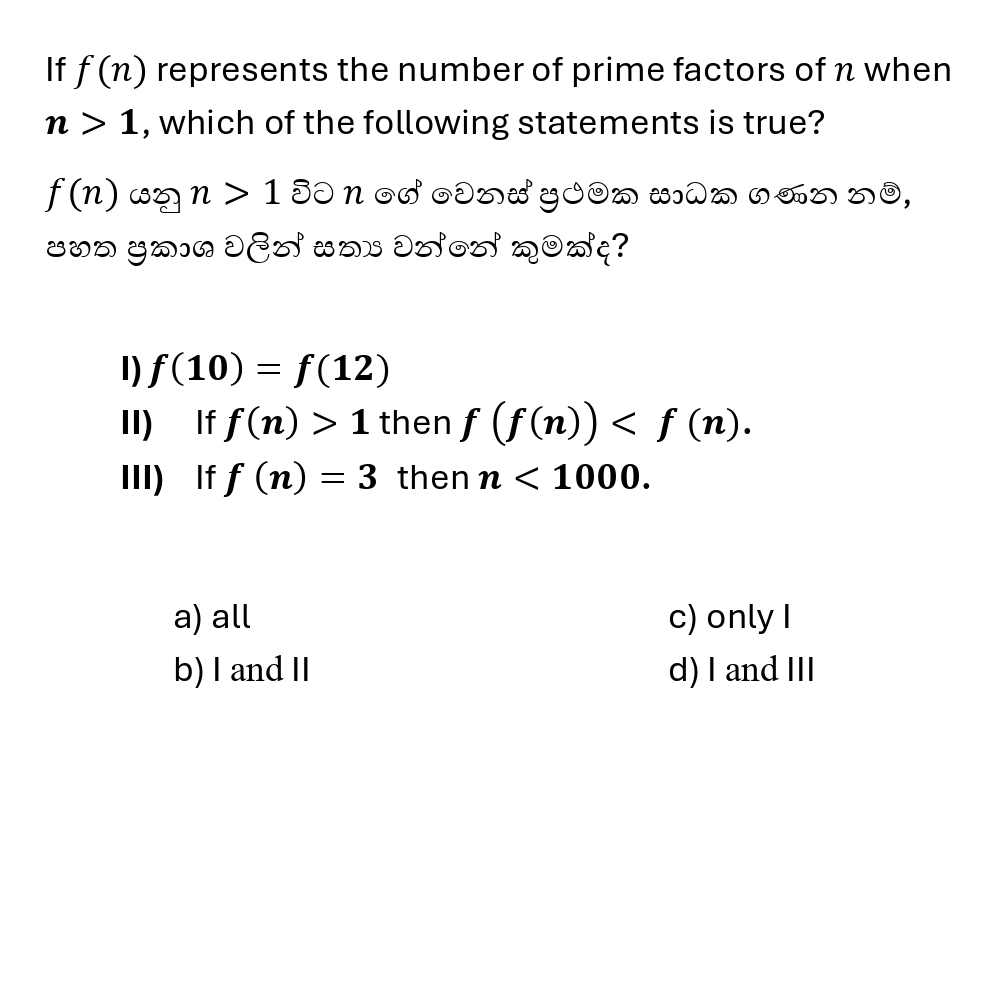 If f(n) represents the number of prime factors of n when
n > 1, which of the following statements is true?
f(n) යනු n > 1 විට n ගේ වෙනස් ප්‍රථමක සාධක ගණන නම්,
පහත ප්‍රකාශ වලින් සත්‍ය වන්නේ කුමක්ද?
I) f(10) = f(12)
II) If f(n) > 1 then f (f(n)) < f (n).
III) If f (n) = 3 then n < 1000.
a) all
c) only I
b) I and II
d) I and III